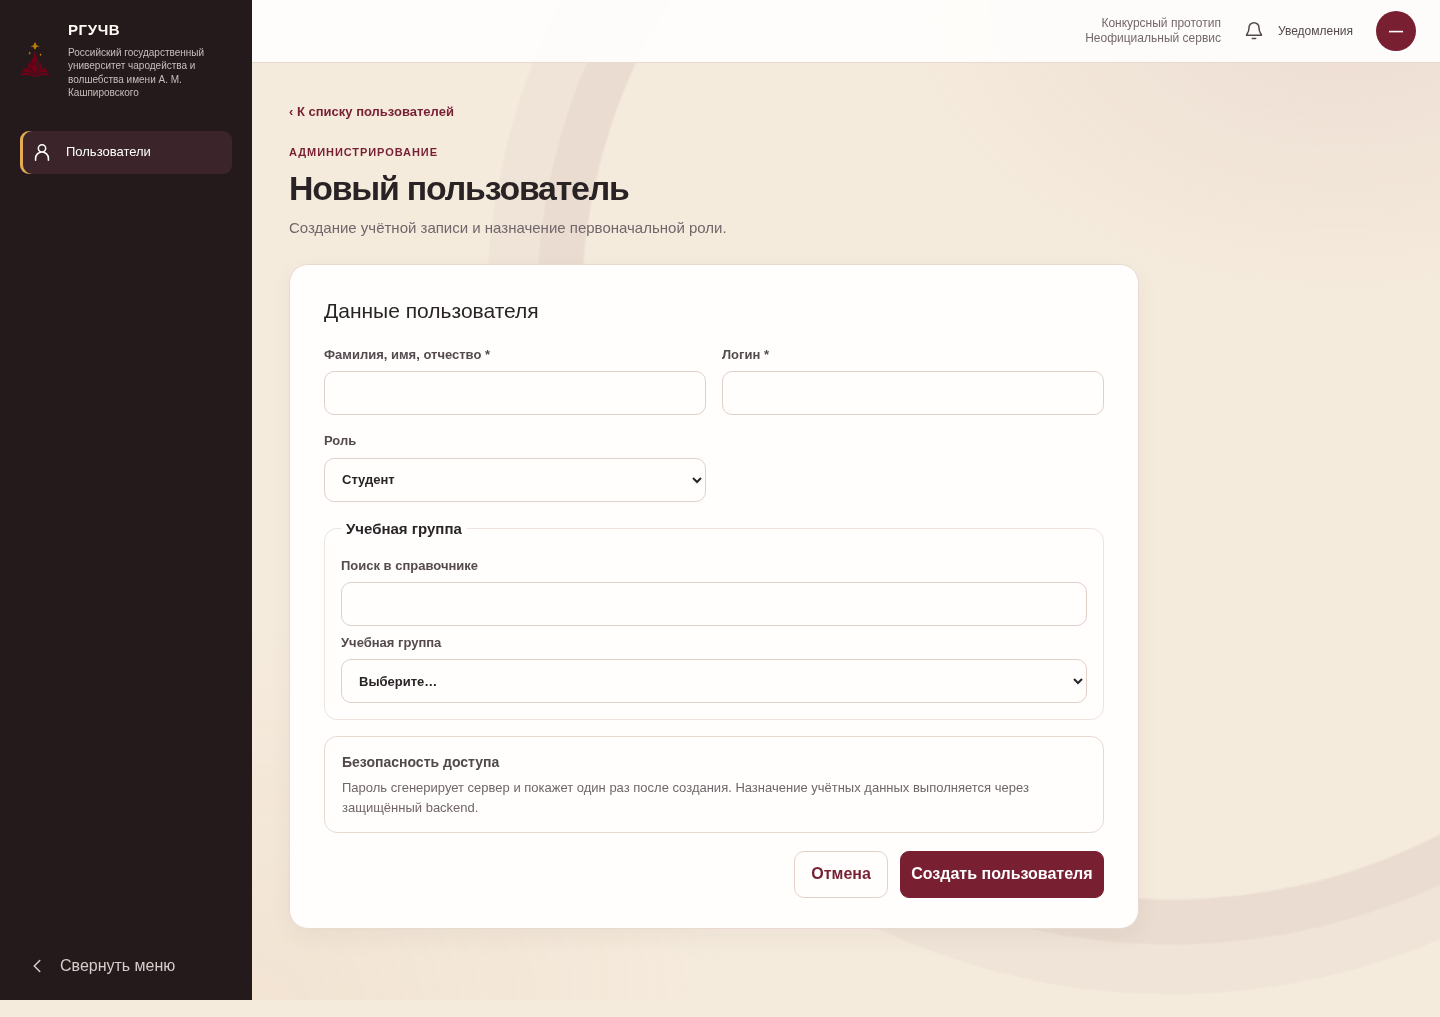 РГУЧВ
Российский государственный
университет чародейства и
волшебства имени А. М.
Кашпировского
Пользователи
Свернуть меню
Конкурсный прототип
Неофициальный сервис
Уведомления
—
‹ К списку пользователей
АДМИНИСТРИРОВАНИЕ
Новый пользователь
Создание учётной записи и назначение первоначальной роли.
Данные пользователя
Фамилия, имя, отчество *
Логин *
Роль
Студент
Учебная группа
Поиск в справочнике
Учебная группа
Выберите…
Безопасность доступа
Пароль сгенерирует сервер и покажет один раз после создания. Назначение учётных данных выполняется через
защищённый backend.
Отмена
Создать пользователя